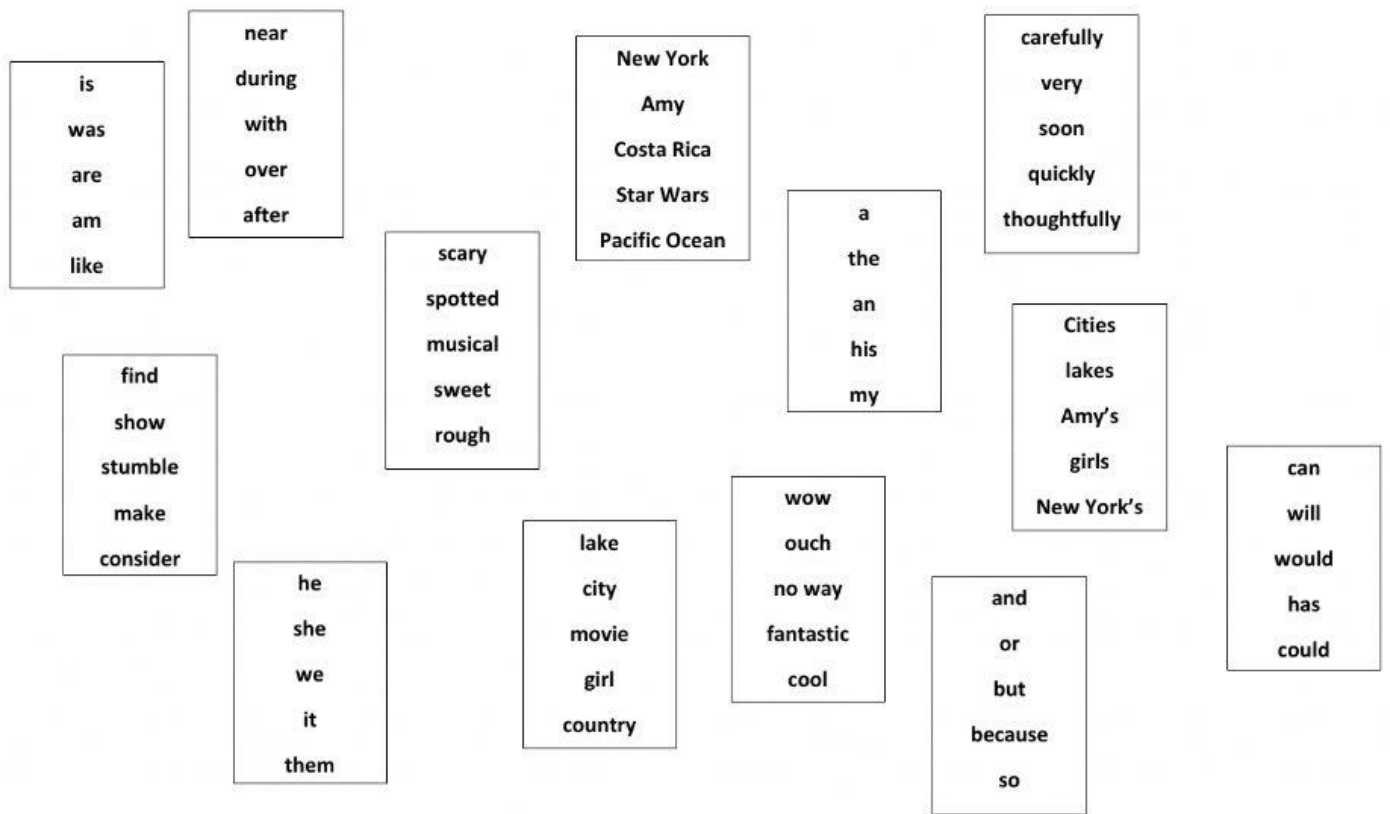 is
was
are
am
like
near
during
with
over
after
scary
spotted
musical
sweet
rough
New York
Amy
Costa Rica
Star Wars
Pacific Ocean
a
the
an
his
my
carefully
very
soon
quickly
thoughtfully
find
show
stumble
make
consider
he
she
we
it
them
lake
city
movie
girl
country
wow
ouch
no way
fantastic
cool
Cities
lakes
Amy’s
girls
New York’s
and
or
but
because
so
can
will
would
has
could